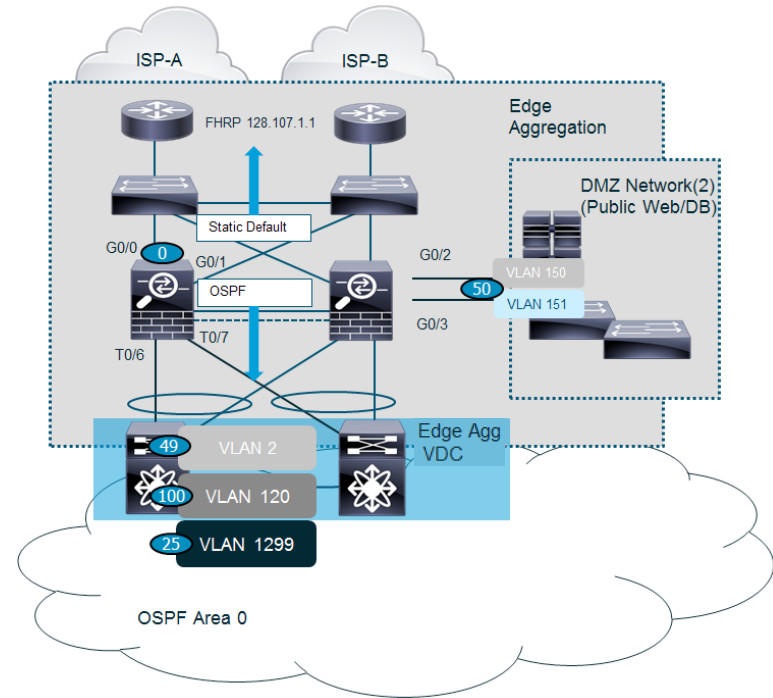 ISP-A
ISP-B
Edge
Aggregation
FHRP 128.107.1.1
DMZ Network(2)
(Public Web/DB)
Static Default
G0/0
0
G0/1
G0/2
VLAN 150
50
OSPF
VLAN 151
G0/3
T0/7
T0/6
Edge Agg
VDC
49
VLAN 2
100
VLAN 120
25
VLAN 1299
OSPF Area 0